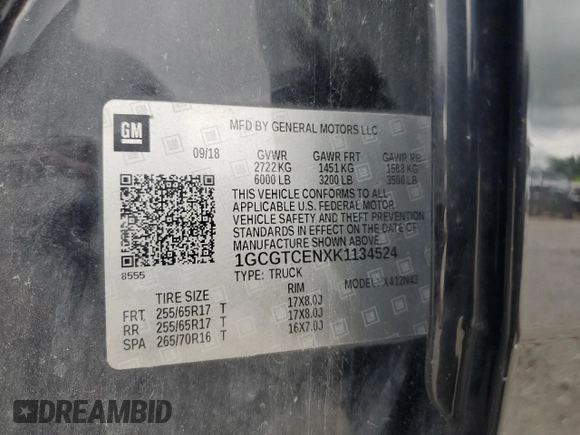 GM
MFD BY GENERAL MOTORS LLC
09/18 GVWR GAWR FRT GAWR RR
2722 KG 1451 KG 1588 KG
6000 LB 3200 LB 3500 LB
THIS VEHICLE CONFORMS TO ALL
APPLICABLE U.S. FEDERAL MOTOR
VEHICLE SAFETY AND THEFT PREVENTION
STANDARDS IN EFFECT ON THE DATE OF
MANUFACTURE SHOWN ABOVE.
8555
1GCGTCENXK1134524
TYPE: TRUCK
MODEL: X412N43
TIRE SIZE RIM
FRT 255/65R17 T 17X8.0J
RR 255/65R17 T 17X8.0J
SPA 265/70R16 T 16X7.0J
DREAMBID